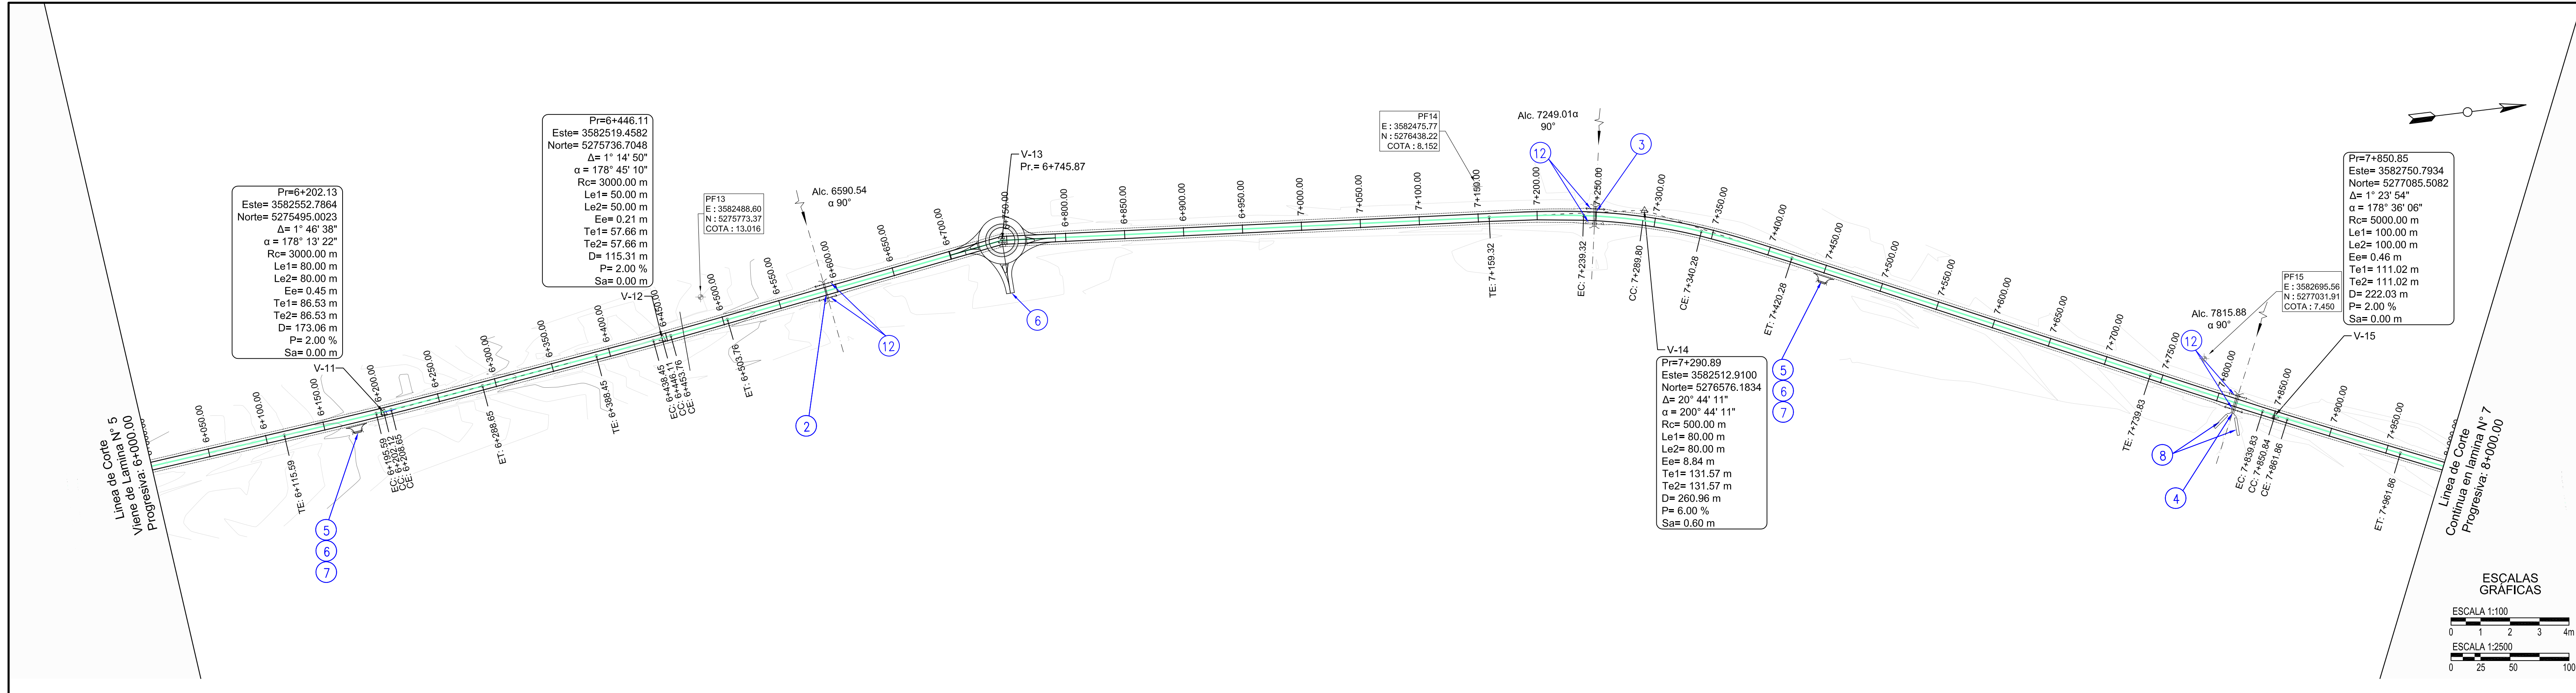 Linea de Corte
Viene de Lamina N° 5
Progresiva: 6+000.00
Pr=6+202.13
Este= 3582552.7864
Norte= 5275495.0023
Δ= 1° 46' 38"
α = 178° 13' 22"
Rc= 3000.00 m
Le1= 80.00 m
Le2= 80.00 m
Ee= 0.45 m
Te1= 86.53 m
Te2= 86.53 m
D= 173.06 m
P= 2.00 %
Sa= 0.00 m
V-11
6+050.00
6+100.00
6+150.00
6+200.00
6+250.00
6+300.00
6+350.00
6+400.00
6+450.00
6+500.00
6+550.00
6+600.00
6+650.00
6+700.00
6+750.00
6+800.00
6+850.00
6+900.00
6+950.00
7+000.00
7+050.00
7+100.00
7+150.00
7+200.00
7+250.00
7+300.00
7+350.00
7+400.00
7+450.00
7+500.00
7+550.00
7+600.00
7+650.00
7+700.00
7+750.00
7+800.00
7+850.00
7+900.00
7+950.00
TE: 6+115.59
EC: 6+195.59
CC: 6+202.12
CE: 6+208.65
ET: 6+288.65
5
6
7
Pr=6+446.11
Este= 3582519.4582
Norte= 5275736.7048
Δ= 1° 14' 50"
α = 178° 45' 10"
Rc= 3000.00 m
Le1= 50.00 m
Le2= 50.00 m
Ee= 0.21 m
Te1= 57.66 m
Te2= 57.66 m
D= 115.31 m
P= 2.00 %
Sa= 0.00 m
V-12
TE: 6+388.45
EC: 6+438.45
CC: 6+446.11
CE: 6+453.76
ET: 6+503.76
PF13
E : 3582488.60
N : 5275773.37
COTA : 13.016
Alc. 6590.54
α 90°
2
12
V-13
Pr.= 6+745.87
6
PF14
E : 3582475.77
N : 5276438.22
COTA : 8.152
Alc. 7249.01α
90°
12
3
TE: 7+159.32
EC: 7+239.32
CC: 7+289.80
CE: 7+340.28
ET: 7+420.28
V-14
Pr=7+290.89
Este= 3582512.9100
Norte= 5276576.1834
Δ= 20° 44' 11"
α = 200° 44' 11"
Rc= 500.00 m
Le1= 80.00 m
Le2= 80.00 m
Ee= 8.84 m
Te1= 131.57 m
Te2= 131.57 m
D= 260.96 m
P= 6.00 %
Sa= 0.60 m
5
6
7
Alc. 7815.88
α 90°
12
PF15
E : 3582695.56
N : 5277031.91
COTA : 7.450
8
4
Pr=7+850.85
Este= 3582750.7934
Norte= 5277085.5082
Δ= 1° 23' 54"
α = 178° 36' 06"
Rc= 5000.00 m
Le1= 100.00 m
Le2= 100.00 m
Ee= 0.46 m
Te1= 111.02 m
Te2= 111.02 m
D= 222.03 m
P= 2.00 %
Sa= 0.00 m
V-15
TE: 7+739.83
EC: 7+839.83
CC: 7+850.84
CE: 7+861.86
ET: 7+961.86
Linea de Corte
Continua en lamina N° 7
Progresiva: 8+000.00
ESCALAS
GRÁFICAS
ESCALA 1:100
0 1 2 3 4m
ESCALA 1:2500
0 25 50 100